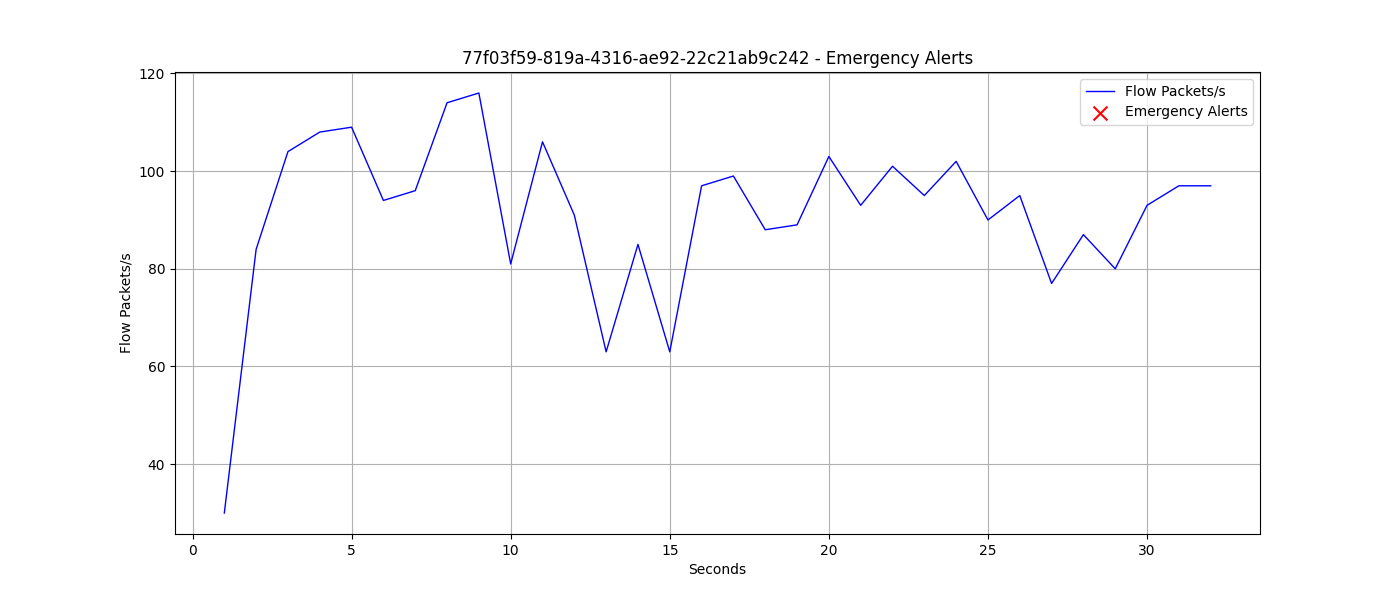 77f03f59-819a-4316-ae92-22c21ab9c242 - Emergency Alerts
Flow Packets/s
Emergency Alerts
Flow Packets/s
120
100
80
60
40
0 5 10 15 20 25 30
Seconds